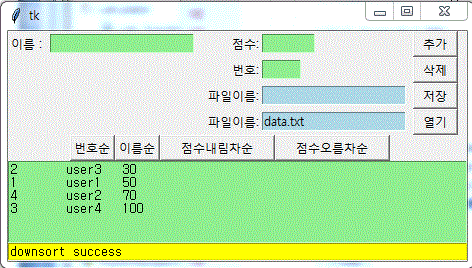 tk
이름 : 점수: 추가
번호: 삭제
파일이름: 저장
파일이름: data.txt 열기
번호순 이름순 점수내림차순 점수오름차순
2 user3 30
1 user1 50
4 user2 70
3 user4 100
downsort success